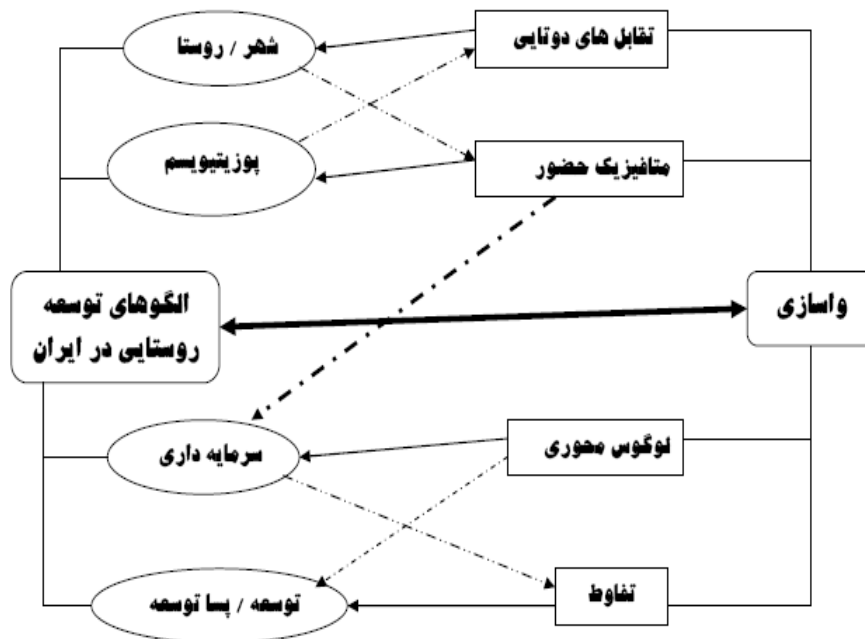 تقابل های دوتایی
شهر / روستا
متافیزیک حضور
پوزیتیویسم
واسازی
الگوهای توسعه
روستایی در ایران
لوگوس محوری
سرمایه داری
تفاوط
توسعه / پسا توسعه